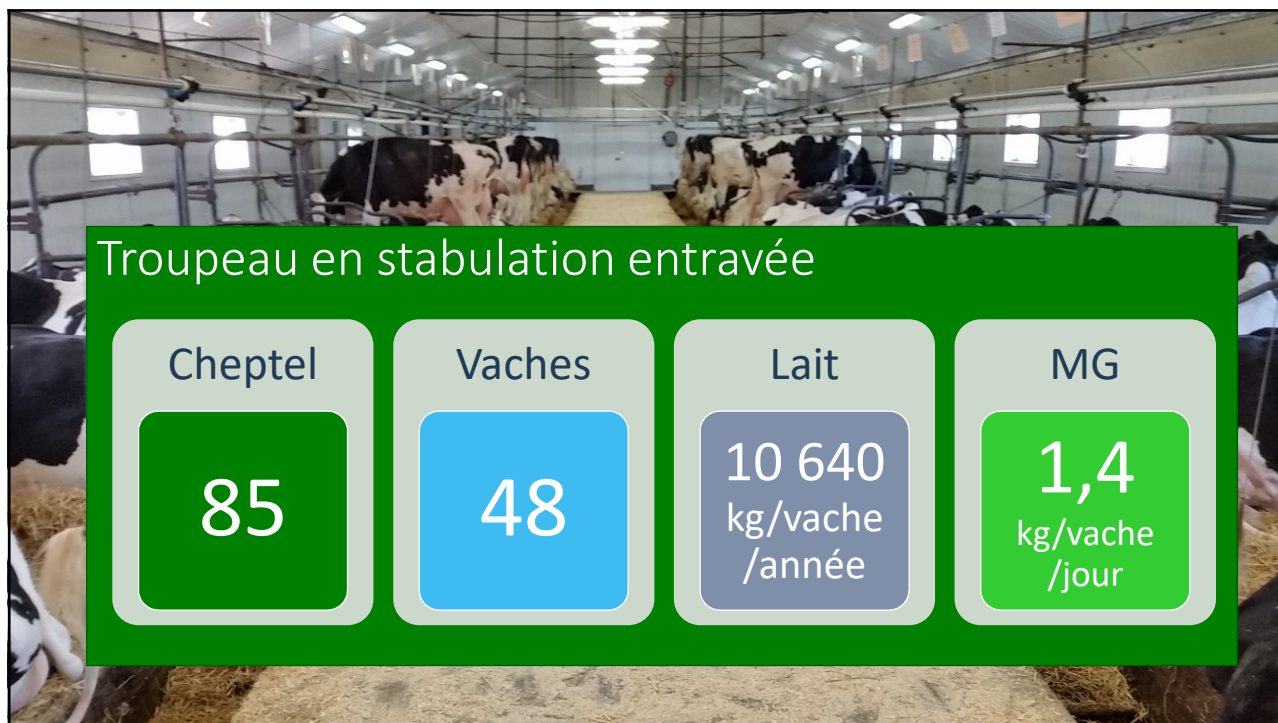 Troupeau en stabulation entravée
Cheptel
85
Vaches
48
Lait
10 640
kg/vache
/année
MG
1,4
kg/vache
/jour